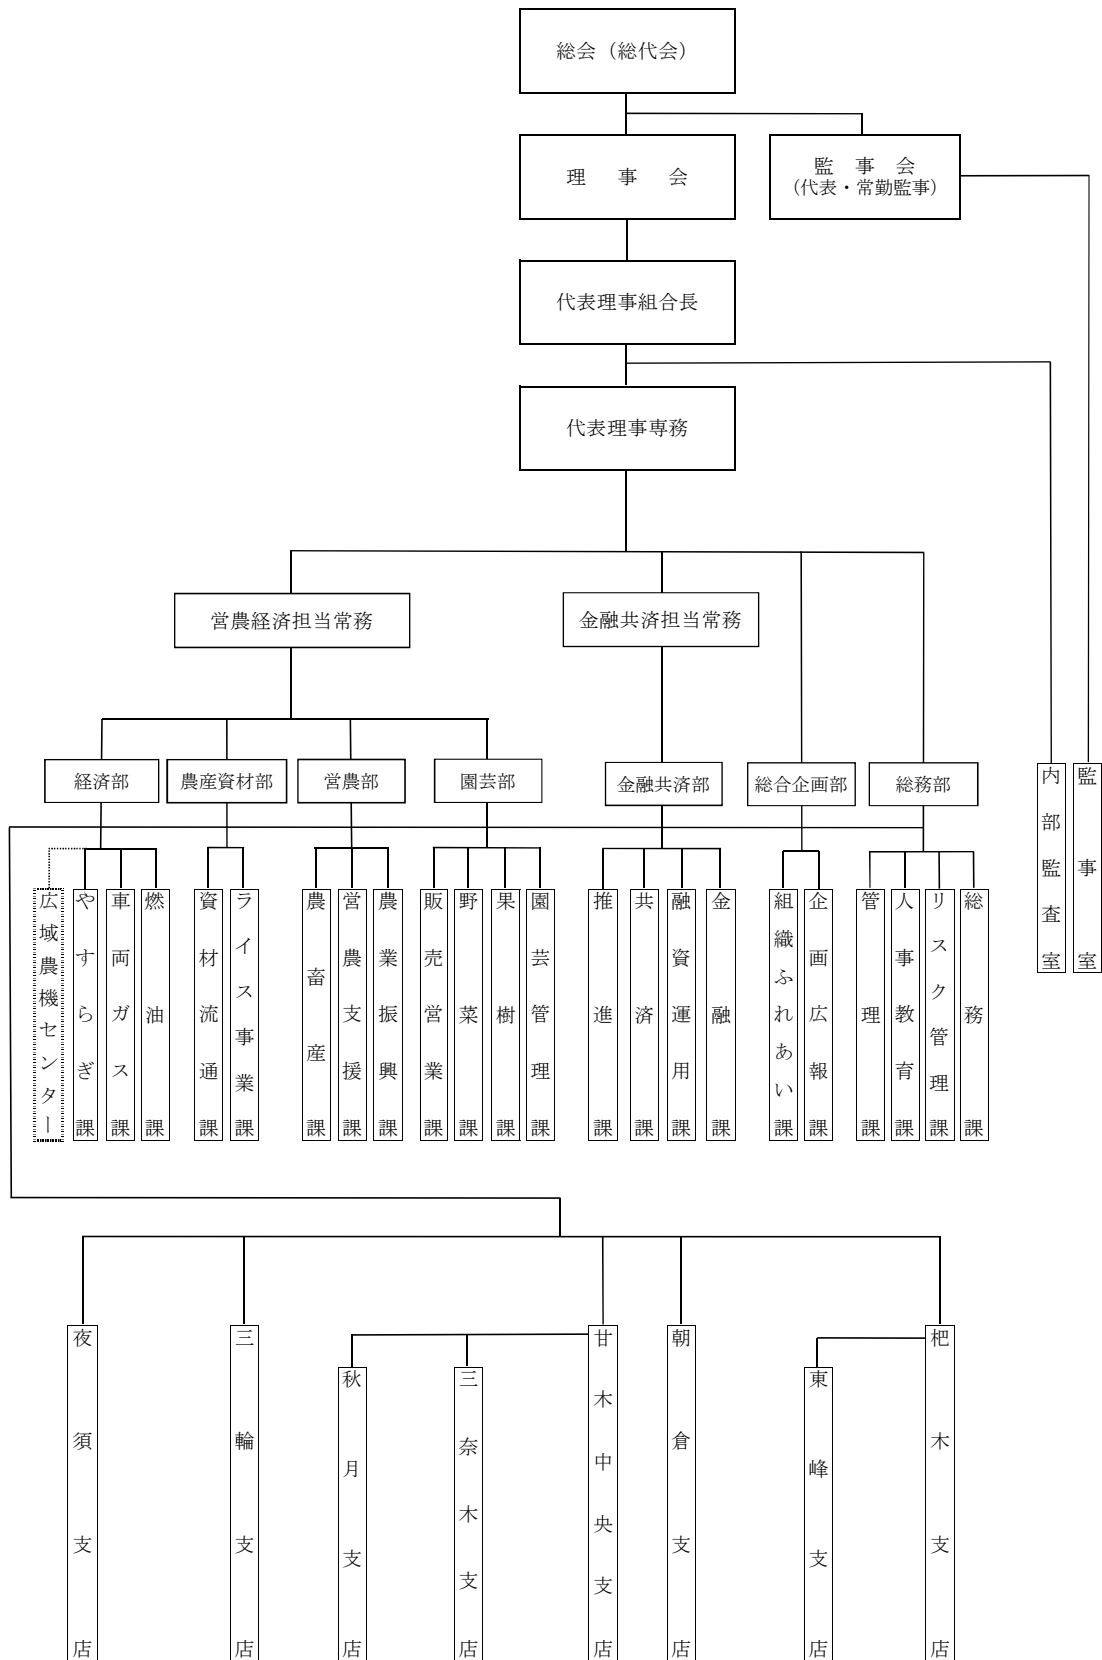 総会（総代会）
理　事　会
監　事　会
（代表・常勤監事）
代表理事組合長
代表理事専務
営農経済担当常務
金融共済担当常務
経済部
農産資材部
営農部
園芸部
金融共済部
総合企画部
総務部
内部監査室
監事室
広域農機センター
やすらぎ課
車両ガス課
燃油課
資材流通課
ライス事業課
農畜産課
営農支援課
農業振興課
販売営業課
野菜課
果樹課
園芸管理課
推進課
共済課
融資運用課
金融課
組織ふれあい課
企画広報課
管理課
人事教育課
リスク管理課
総務課
夜須支店
三輪支店
秋月支店
三奈木支店
甘木中央支店
朝倉支店
東峰支店
杷木支店